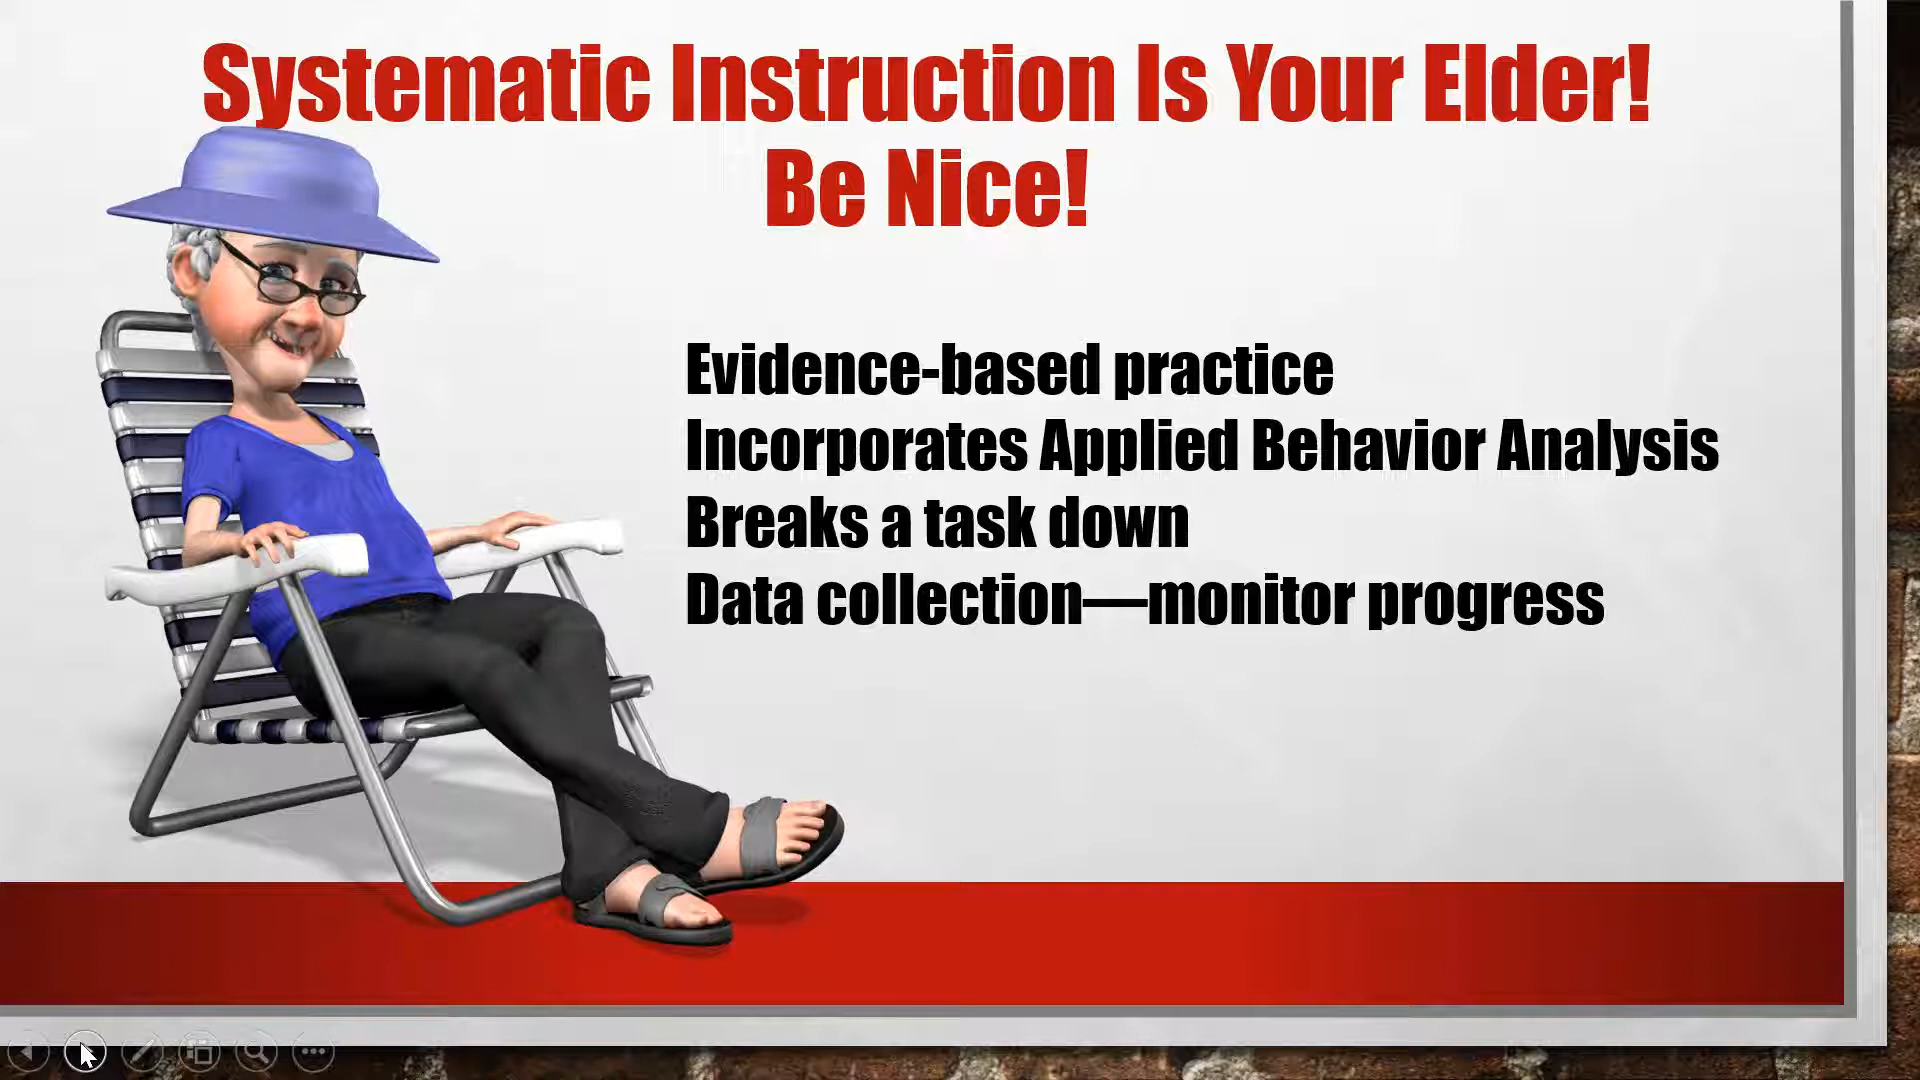 Systematic Instruction Is Your Elder!
Be Nice!
Evidence-based practice
Incorporates Applied Behavior Analysis
Breaks a task down
Data collection—monitor progress